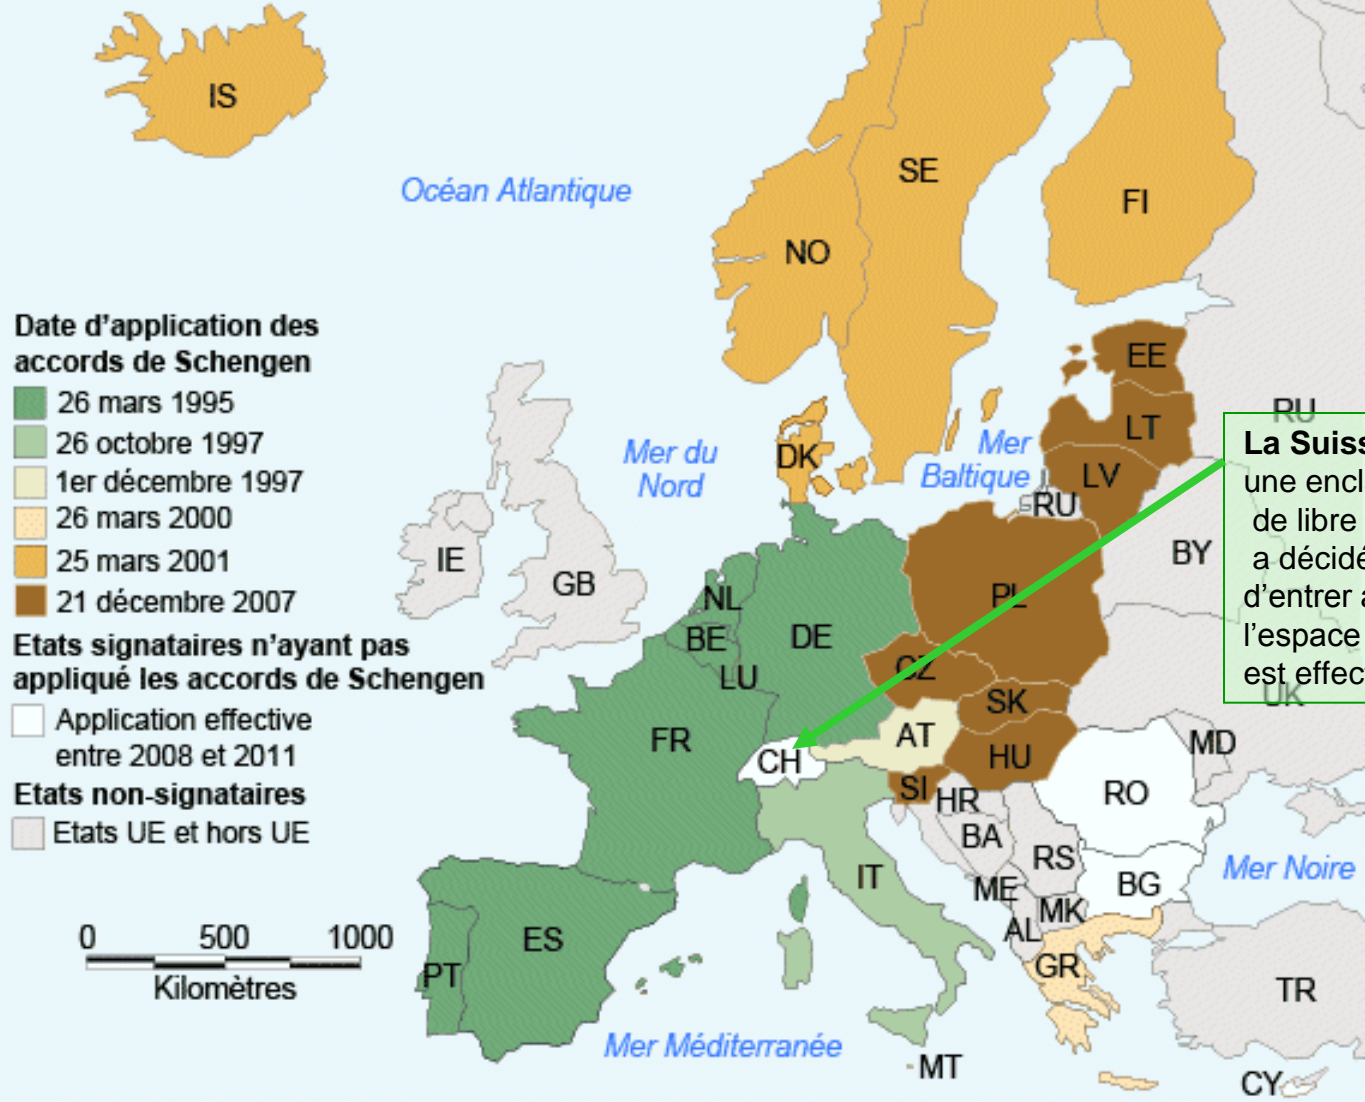 IS
Océan Atlantique
SE
FI
NO
Date d'application des
accords de Schengen
26 mars 1995
26 octobre 1997
1er décembre 1997
26 mars 2000
25 mars 2001
21 décembre 2007
Etats signataires n'ayant pas
appliqué les accords de Schengen
Application effective
entre 2008 et 2011
Etats non-signataires
Etats UE et hors UE
0 500 1000
Kilomètres
EE
RU
LT
DK
Mer du
Nord
Mer
Baltique
LV
RU
La Suiss
une encl
de libre
a décidé
d'entrer a
l'espace
est effec
IE
GB
BY
NL
PL
BE
DE
LU
CZ
SK
UK
FR
AT
CH
HU
MD
SI
HR
RO
BA
RS
IT
ME
BG
Mer Noire
MK
AL
ES
PT
GR
TR
Mer Méditerranée
MT
CY